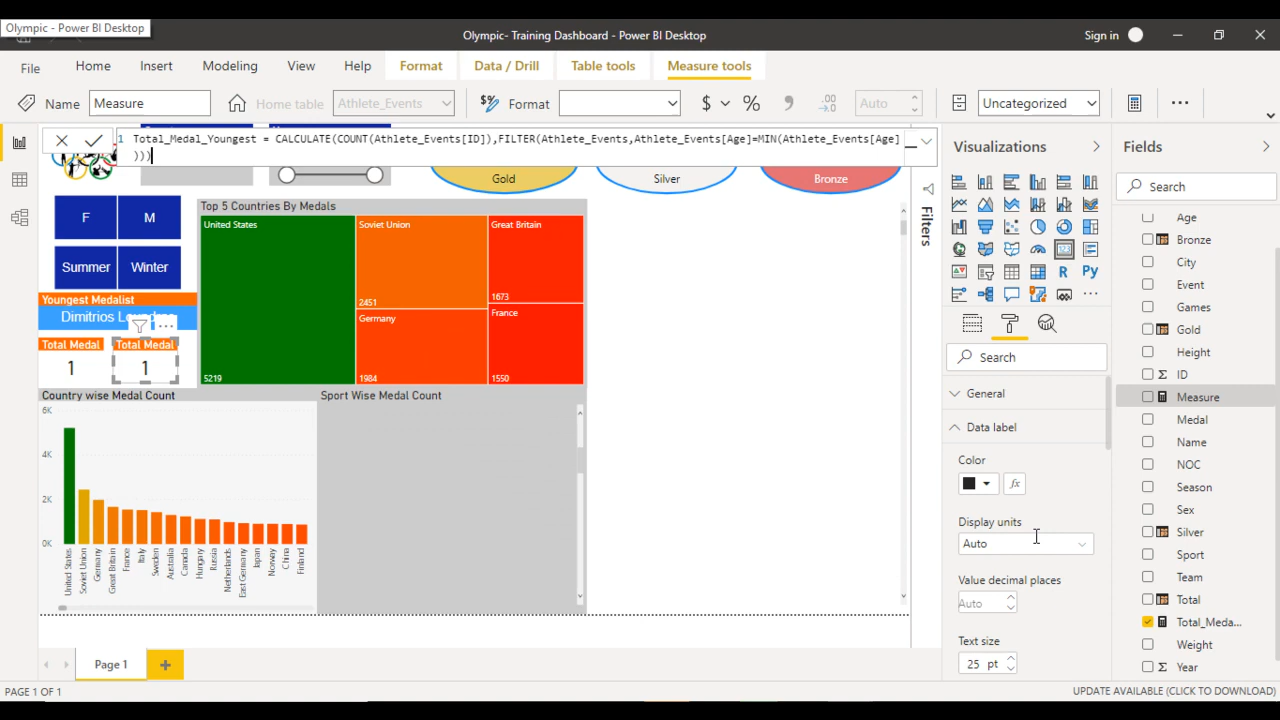 Olympic - Power BI Desktop
Olympic- Training Dashboard - Power BI Desktop
Sign in
File
Home
Insert
Modeling
View
Help
Format
Data / Drill
Table tools
Measure tools
Name
Measure
Home table
Athlete_Events
Format
$
%
Auto
Uncategorized
1 Total_Medal_Youngest = CALCULATE(COUNT(Athlete_Events[ID]),FILTER(Athlete_Events,Athlete_Events[Age]=MIN(Athlete_Events[Age]
)))
Gold
Silver
Bronze
F
M
Summer
Winter
Youngest Medalist
Dimitrios
Total Medal
1
Total Medal
1
Top 5 Countries By Medals
United States
5219
Soviet Union
2451
Germany
1984
Great Britain
1673
France
1550
Country wise Medal Count
6K
4K
2K
0K
United States
Soviet Union
Germany
Great Britain
France
Italy
Sweden
Australia
Canada
Hungary
Russia
Netherlands
East Germany
Japan
Norway
China
Finland
Sport Wise Medal Count
Filters
Visualizations
R
Py
Search
General
Data label
Color
fx
Display units
Auto
Value decimal places
Auto
Text size
25 pt
Fields
Search
Age
Bronze
City
Event
Games
Gold
Height
ID
Measure
Medal
Name
NOC
Season
Sex
Silver
Sport
Team
Total
Total_Meda...
Weight
Year
Page 1
PAGE 1 OF 1
UPDATE AVAILABLE (CLICK TO DOWNLOAD)